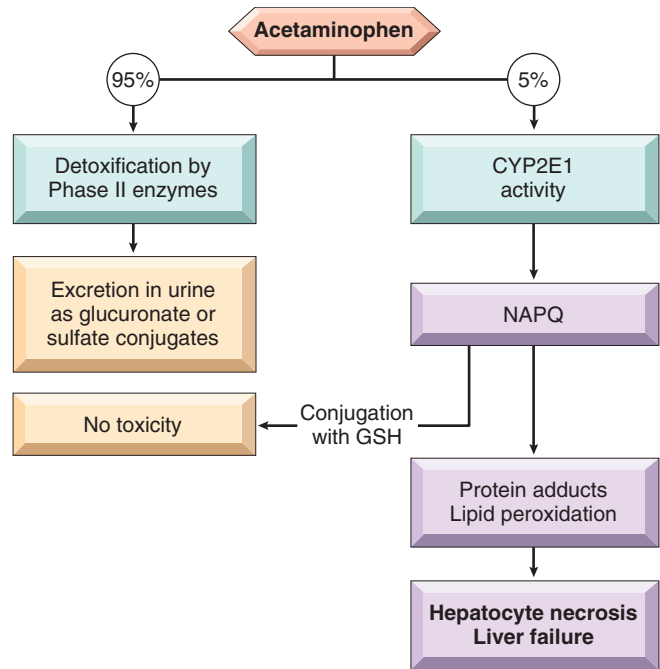 Acetaminophen
95%
5%
Detoxification by
Phase II enzymes
CYP2E1
activity
Excretion in urine
as glucuronate or
sulfate conjugates
NAPQ
No toxicity
Conjugation
with GSH
Protein adducts
Lipid peroxidation
Hepatocyte necrosis
Liver failure